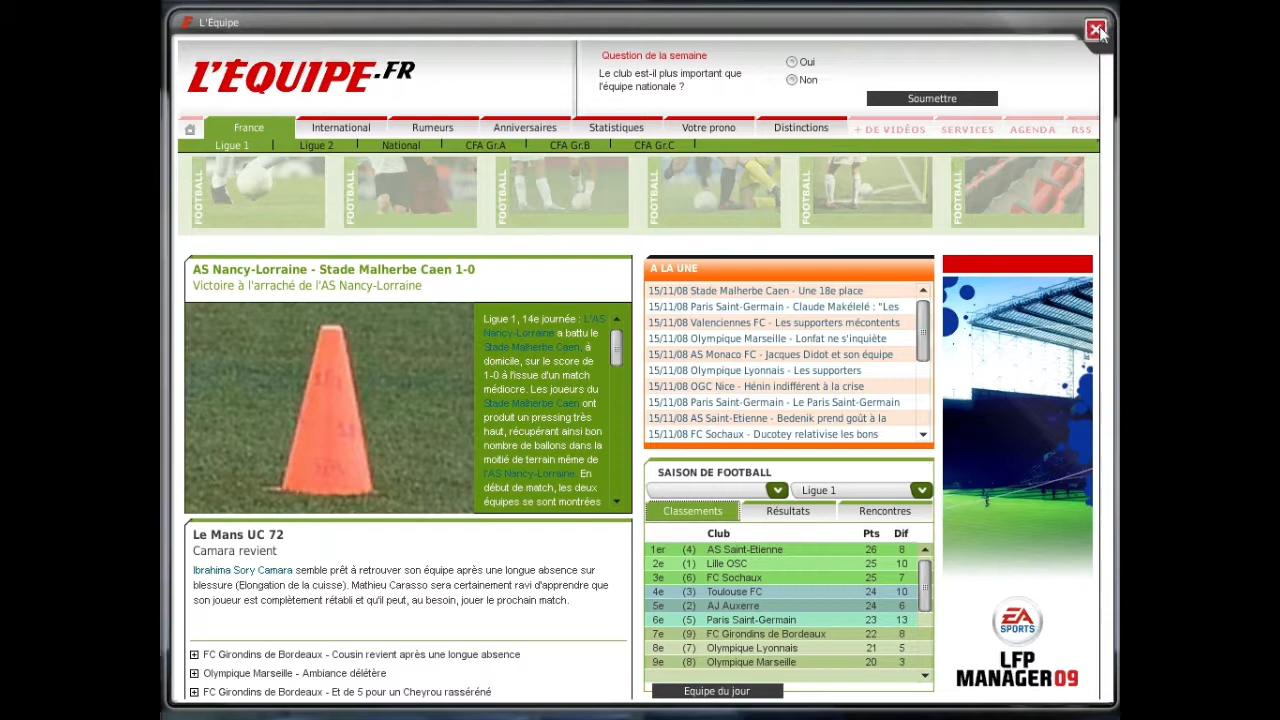 L'Équipe
L'ÉQUIPE.FR
Question de la semaine
Le club est-il plus important que
l'équipe nationale ?
Oui
Non
Soumettre
France International Rumeurs Anniversaires Statistiques Votre prono Distinctions + DE VIDÉOS SERVICES AGENDA RSS
Ligue 1 Ligue 2 National CFA Gr.A CFA Gr.B CFA Gr.C
FOOTBALL FOOTBALL FOOTBALL FOOTBALL FOOTBALL FOOTBALL
AS Nancy-Lorraine - Stade Malherbe Caen 1-0
Victoire à l'arraché de l'AS Nancy-Lorraine
Ligue 1, 14e journée : L'AS
Nancy-Lorraine a battu le
Stade Malherbe Caen, à
domicile, sur le score de
1-0 à l'issue d'un match
médiocre. Les joueurs du
Stade Malherbe Caen ont
produit un pressing très
haut, récupérant ainsi bon
nombre de ballons dans la
moitié de terrain même de
l'AS Nancy-Lorraine. En
début de match, les deux
équipes se sont montrées
Le Mans UC 72
Camara revient
Ibrahima Sory Camara semble prêt à retrouver son équipe après une longue absence sur
blessure (Elongation de la cuisse). Mathieu Carasso sera certainement ravi d'apprendre que
son joueur est complètement rétabli et qu'il peut, au besoin, jouer le prochain match.
FC Girondins de Bordeaux - Cousin revient après une longue absence
Olympique Marseille - Ambiance délétère
FC Girondins de Bordeaux - Et de 5 pour un Cheyrou rasséréné
A LA UNE
15/11/08 Stade Malherbe Caen - Une 18e place
15/11/08 Paris Saint-Germain - Claude Makélelé : "Les
15/11/08 Valenciennes FC - Les supporters mécontents
15/11/08 Olympique Marseille - Lonfat ne s'inquiète
15/11/08 AS Monaco FC - Jacques Didot et son équipe
15/11/08 Olympique Lyonnais - Les supporters
15/11/08 OGC Nice - Hénin indifférent à la crise
15/11/08 Paris Saint-Germain - Le Paris Saint-Germain
15/11/08 AS Saint-Etienne - Bedenik prend goût à la
15/11/08 FC Sochaux - Ducotey relativise les bons
SAISON DE FOOTBALL
Ligue 1
Classements Résultats Rencontres
Club Pts Dif
1er (4) AS Saint-Etienne 26 8
2e (1) Lille OSC 25 10
3e (6) FC Sochaux 25 7
4e (3) Toulouse FC 24 10
5e (2) AJ Auxerre 24 6
6e (5) Paris Saint-Germain 23 13
7e (9) FC Girondins de Bordeaux 22 8
8e (7) Olympique Lyonnais 21 5
9e (8) Olympique Marseille 20 3
Equipe du jour
EA
SPORTS
LFP
MANAGER09